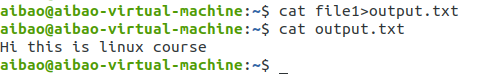 aibao@aibao-virtual-machine:~$ cat file1>output.txt
aibao@aibao-virtual-machine:~$ cat output.txt
Hi this is linux course
aibao@aibao-virtual-machine:~$ _